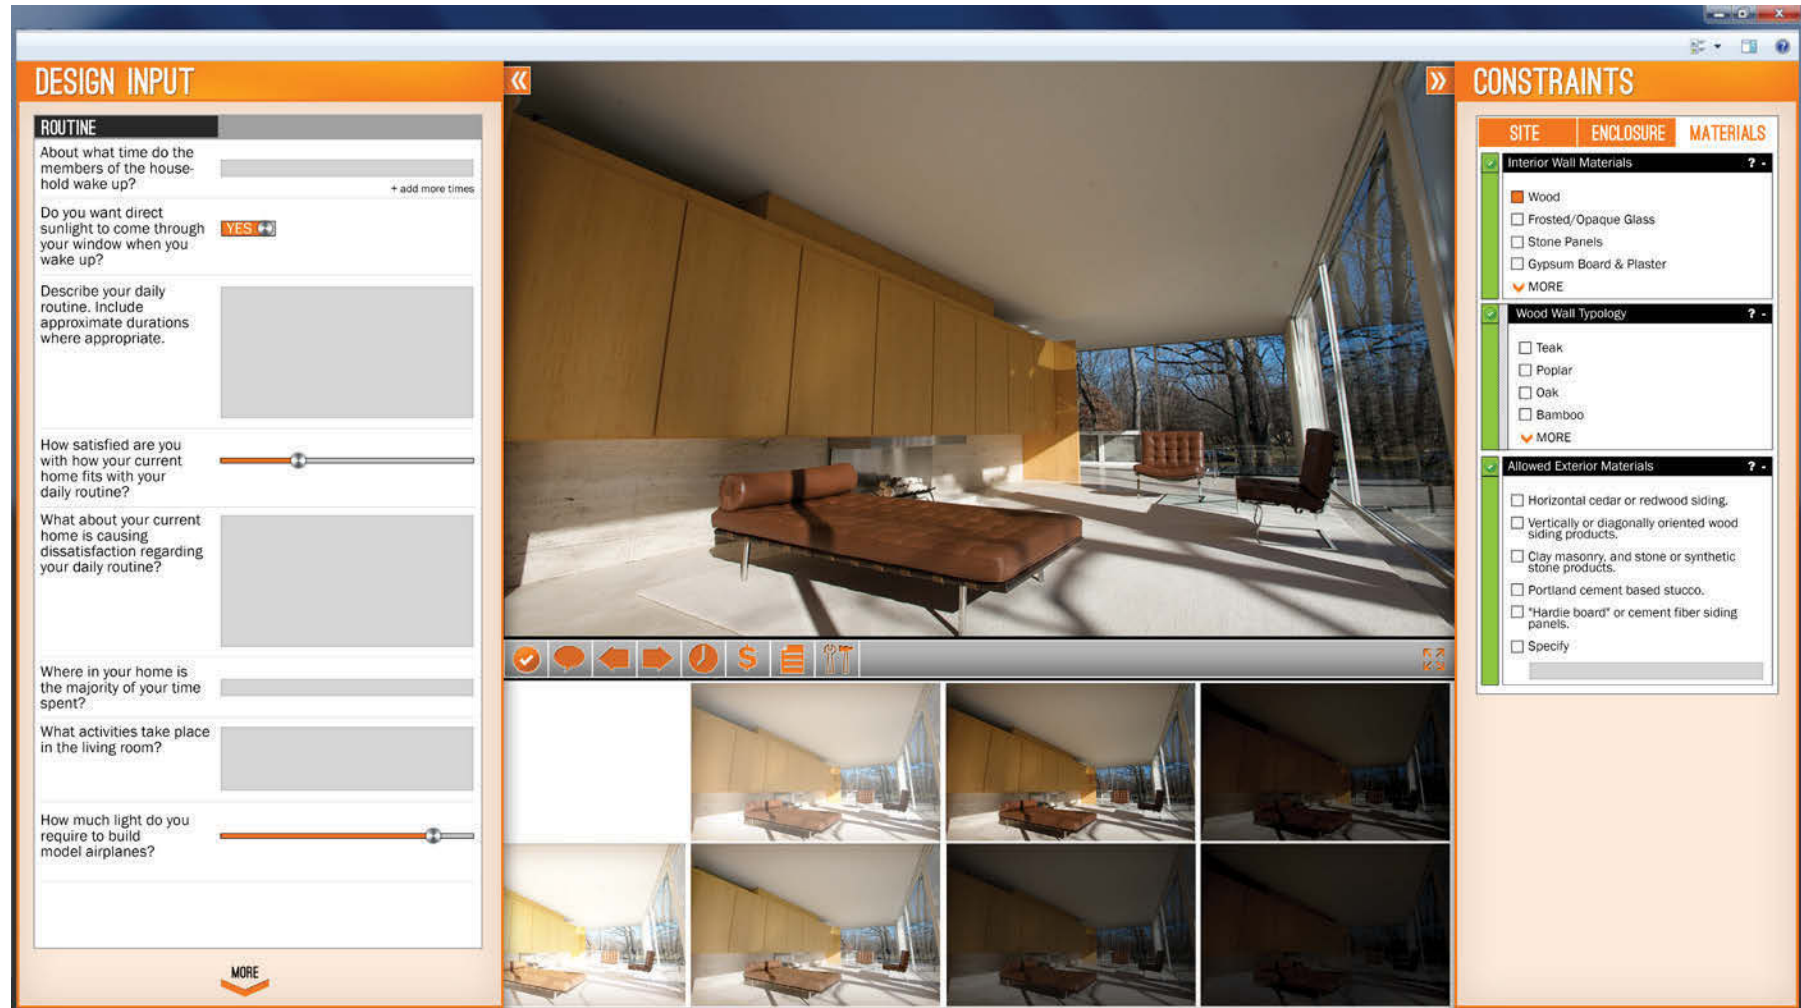 DESIGN INPUT
ROUTINE
About what time do the
members of the house-
hold wake up?
+ add more times
Do you want direct
sunlight to come through
your window when you
wake up?
YES
Describe your daily
routine. Include
approximate durations
where appropriate.
How satisfied are you
with how your current
home fits with your
daily routine?
What about your current
home is causing
dissatisfaction regarding
your daily routine?
Where in your home is
the majority of your time
spent?
What activities take place
in the living room?
How much light do you
require to build
model airplanes?
MORE
$
CONSTRAINTS
SITE ENCLOSURE MATERIALS
Interior Wall Materials ? -
Wood
Frosted/Opaque Glass
Stone Panels
Gypsum Board & Plaster
MORE
Wood Wall Typology ? -
Teak
Poplar
Oak
Bamboo
MORE
Allowed Exterior Materials ? -
Horizontal cedar or redwood siding.
Vertically or diagonally oriented wood
siding products.
Clay masonry, and stone or synthetic
stone products.
Portland cement based stucco.
"Hardie board" or cement fiber siding
panels.
Specify